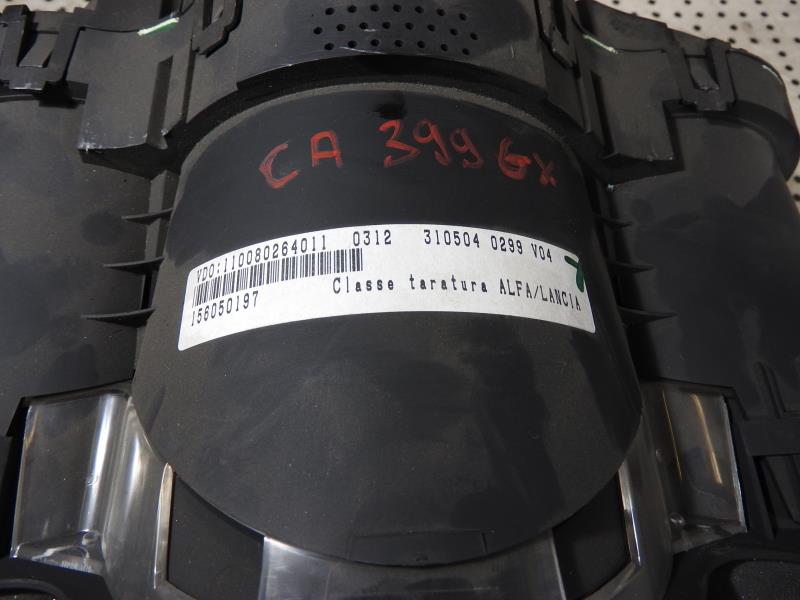 CA 399 Gx
VDO:110080264011 0312 310504 0299 V04
156050197 Classe taratura ALFA/LANCIA